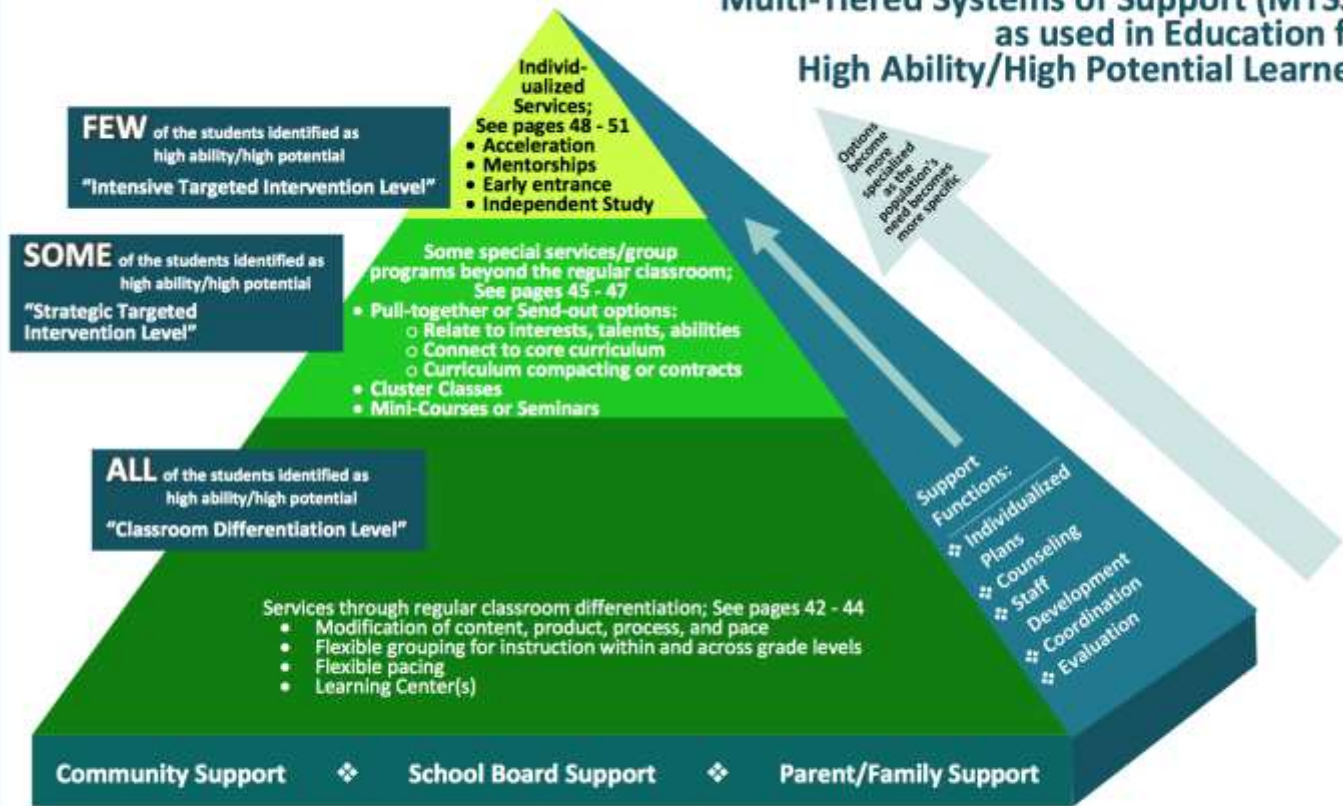 Multi-Tiered Systems of Support (MTSS
as used in Education f
High Ability/High Potential Learne
Individ-
ualized
Services;
See pages 48 - 51
• Acceleration
• Mentorships
• Early entrance
• Independent Study
FEW of the students identified as
high ability/high potential
"Intensive Targeted Intervention Level"
Options
become
more
specialized
as the
population's
need becomes
more specific
SOME of the students identified as
high ability/high potential
"Strategic Targeted
Intervention Level"
Some special services/group
programs beyond the regular classroom;
See pages 45 - 47
• Pull-together or Send-out options:
o Relate to interests, talents, abilities
o Connect to core curriculum
o Curriculum compacting or contracts
• Cluster Classes
• Mini-Courses or Seminars
ALL of the students identified as
high ability/high potential
"Classroom Differentiation Level"
Services through regular classroom differentiation; See pages 42 - 44
• Modification of content, product, process, and pace
• Flexible grouping for instruction within and across grade levels
• Flexible pacing
• Learning Center(s)
Support
Functions:
❖ Individualized
Plans
❖ Counseling
❖ Staff
Development
❖ Coordination
❖ Evaluation
Community Support ❖ School Board Support ❖ Parent/Family Support